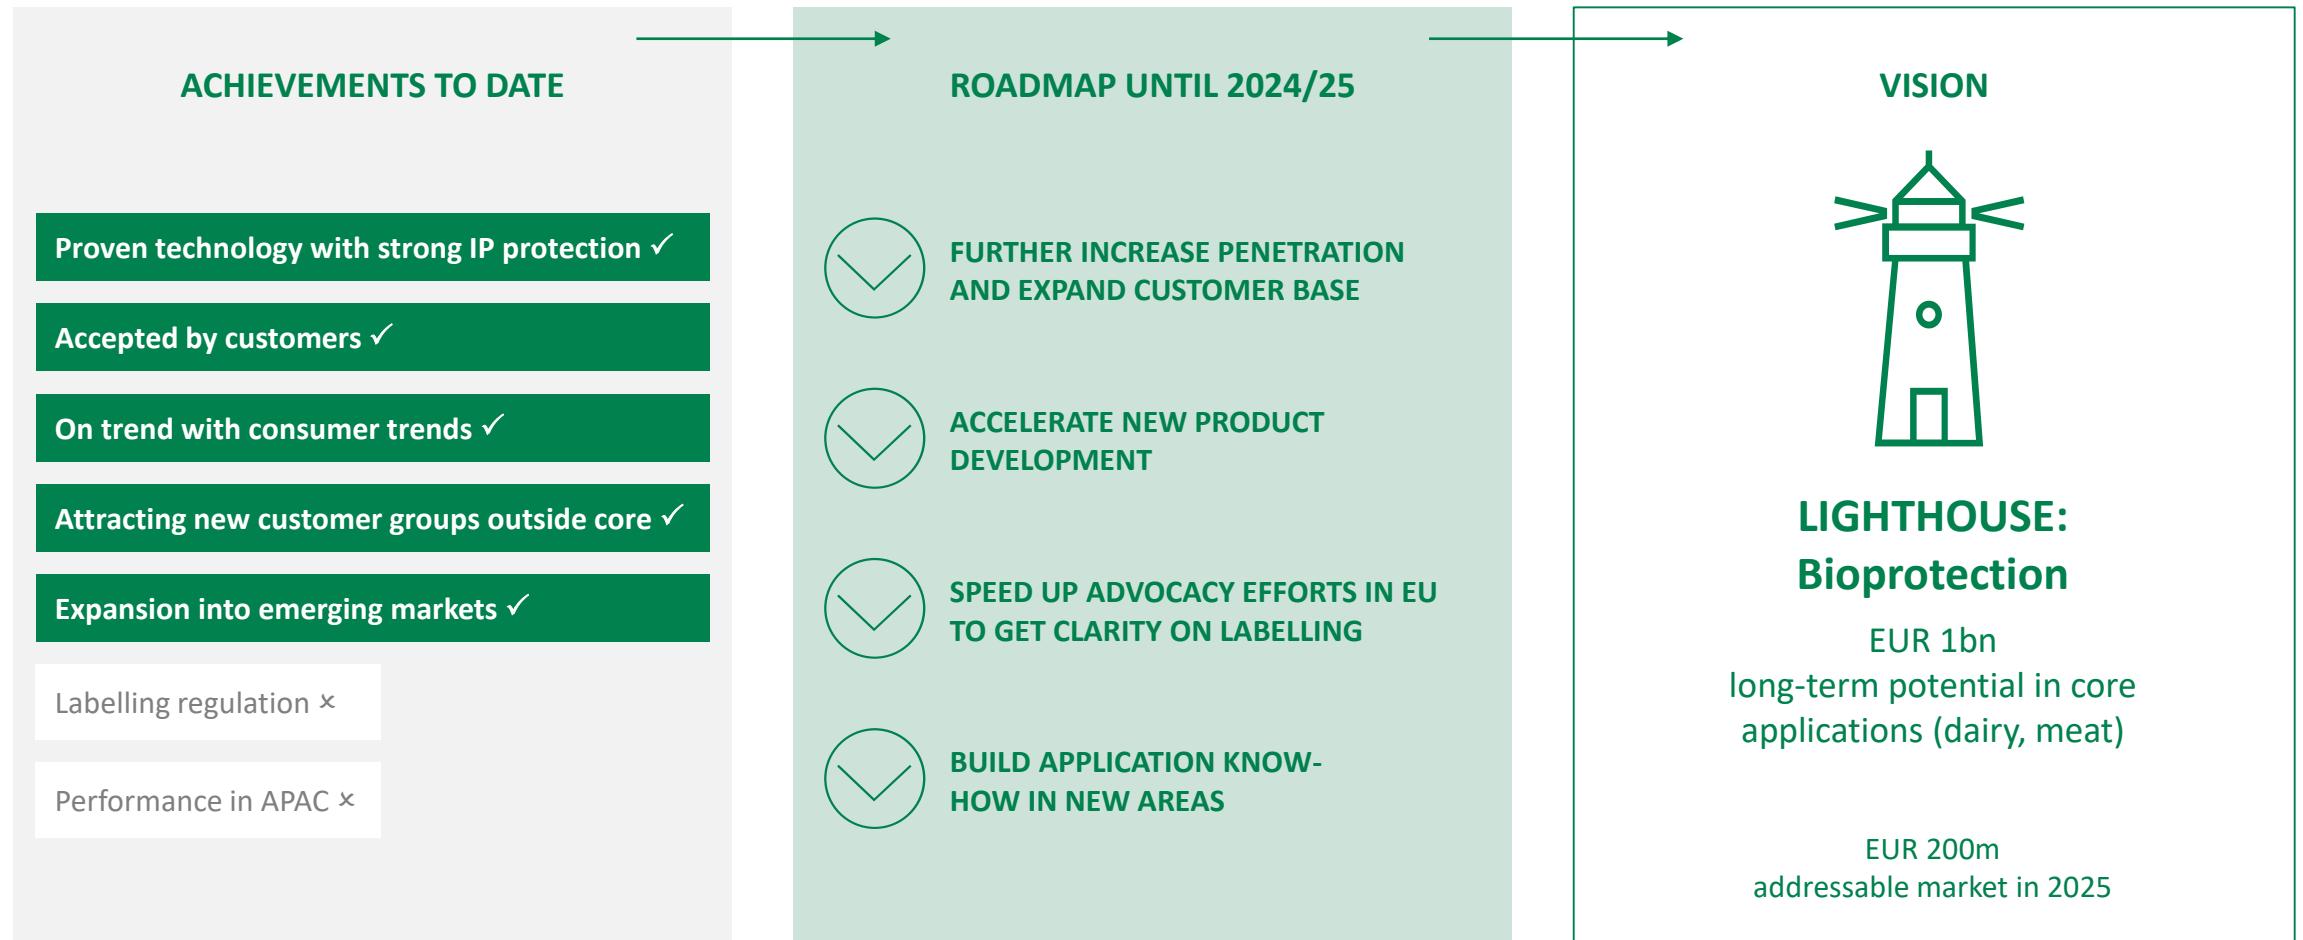 ACHIEVEMENTS TO DATE
Proven technology with strong IP protection ✓
Accepted by customers ✓
On trend with consumer trends ✓
Attracting new customer groups outside core ✓
Expansion into emerging markets ✓
Labelling regulation ×
Performance in APAC ×
ROADMAP UNTIL 2024/25
FURTHER INCREASE PENETRATION
AND EXPAND CUSTOMER BASE
ACCELERATE NEW PRODUCT
DEVELOPMENT
SPEED UP ADVOCACY EFFORTS IN EU
TO GET CLARITY ON LABELLING
BUILD APPLICATION KNOW-
HOW IN NEW AREAS
VISION
LIGHTHOUSE:
Bioprotection
EUR 1bn
long-term potential in core
applications (dairy, meat)
EUR 200m
addressable market in 2025